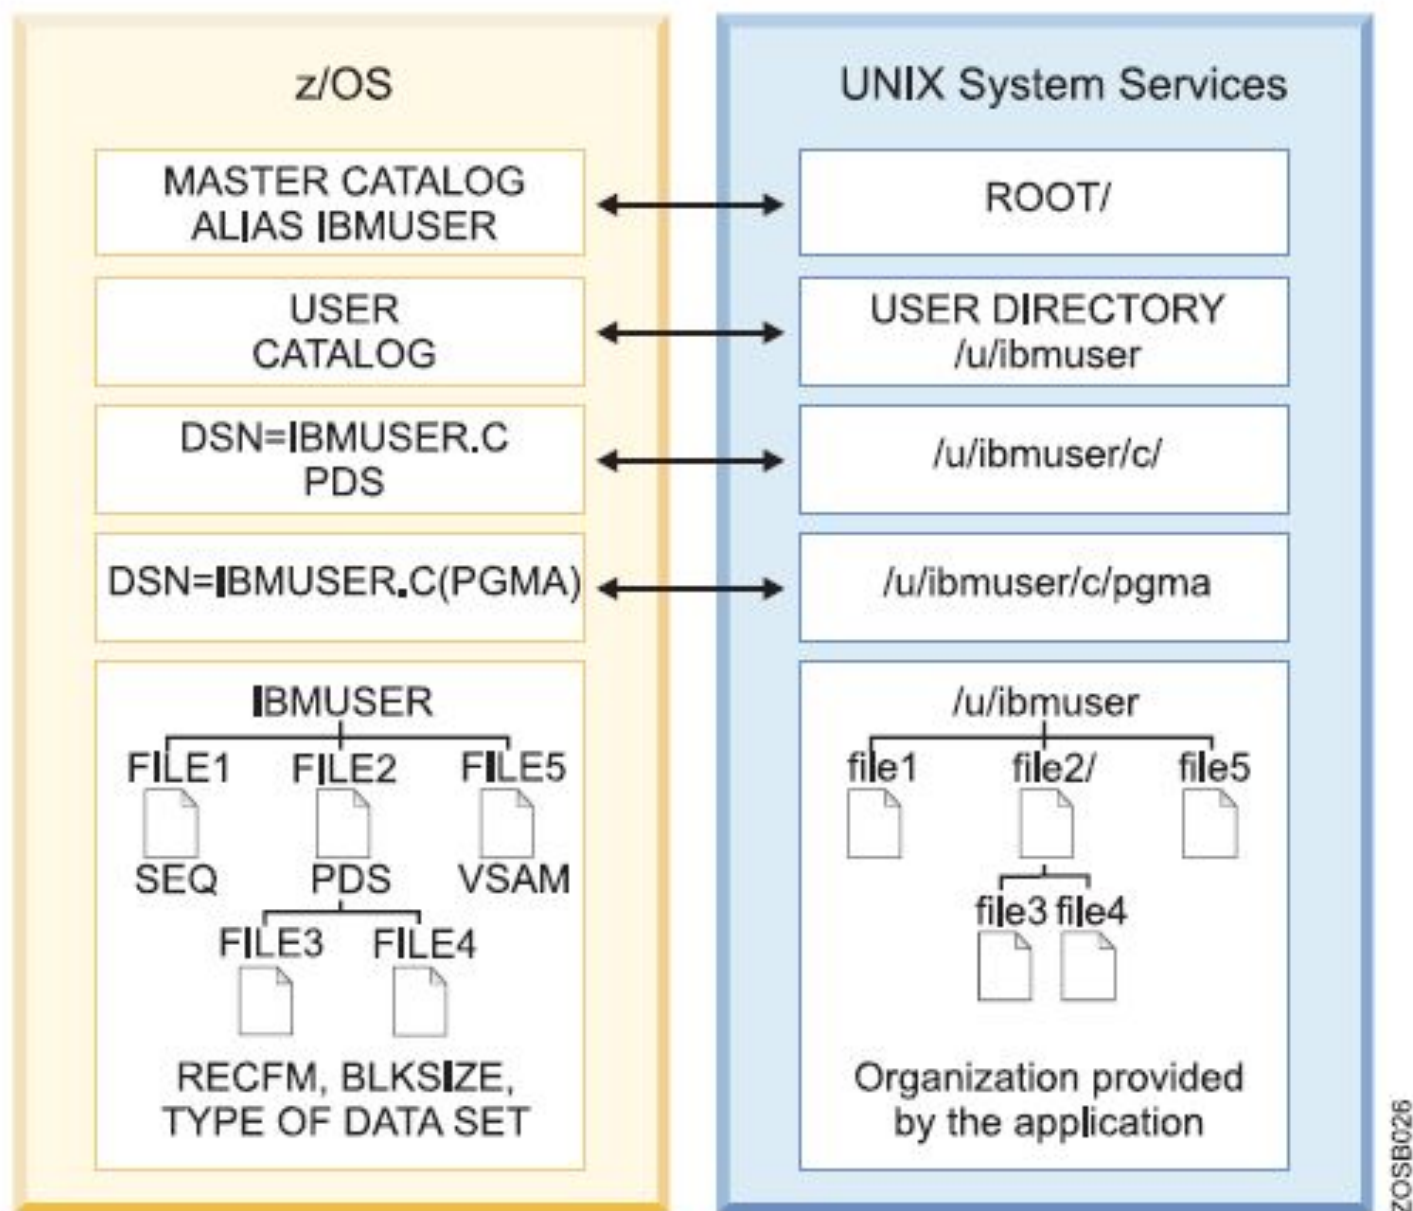 z/OS
MASTER CATALOG
ALIAS IBMUSER
USER
CATALOG
DSN=IBMUSER.C
PDS
DSN=IBMUSER.C(PGMA)
IBMUSER
FILE1 FILE2 FILE5
SEQ PDS VSAM
FILE3 FILE4
RECFM, BLKSIZE,
TYPE OF DATA SET
UNIX System Services
ROOT/
USER DIRECTORY
/u/ibmuser
/u/ibmuser/c/
/u/ibmuser/c/pgma
/u/ibmuser
file1 file2/ file5
file3 file4
Organization provided
by the application
ZOSB026